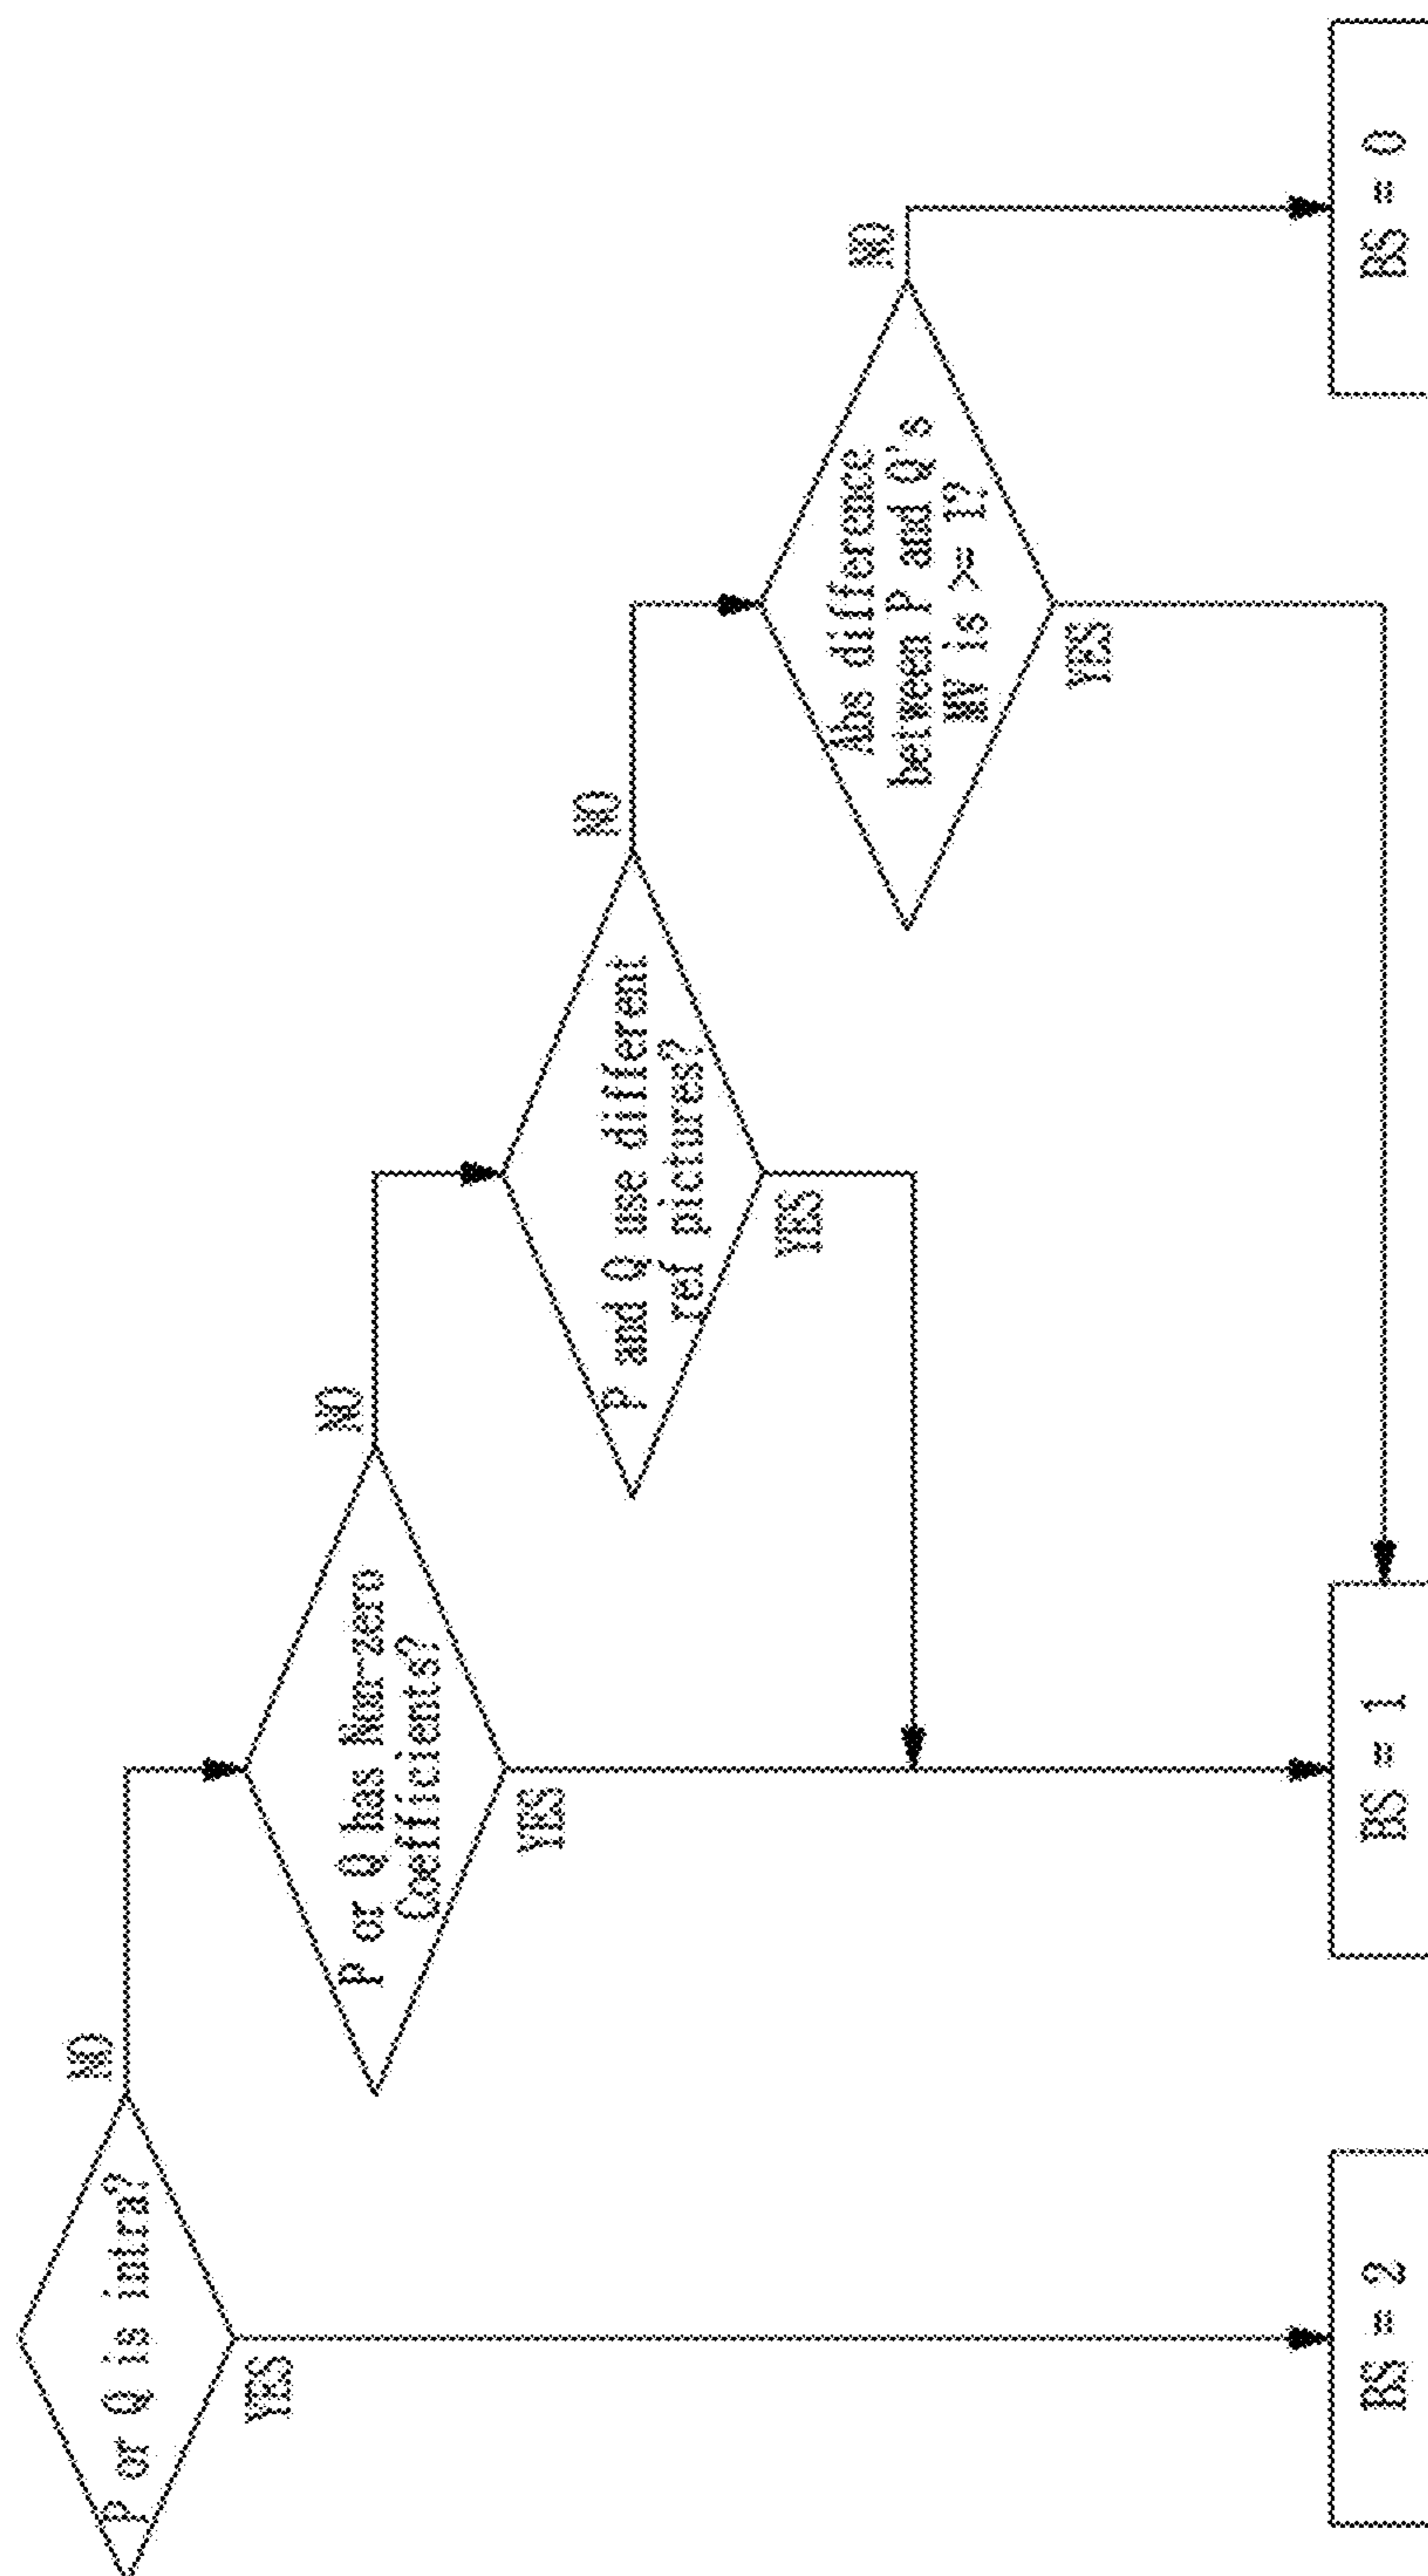 P or Q is intra?
NO
YES
P or Q has Non-zero
Coefficients?
NO
YES
P and Q use different
ref pictures?
NO
YES
Abs difference
between P and Q's
MV is >= 1?
NO
YES
BS = 2
BS = 1
BS = 0